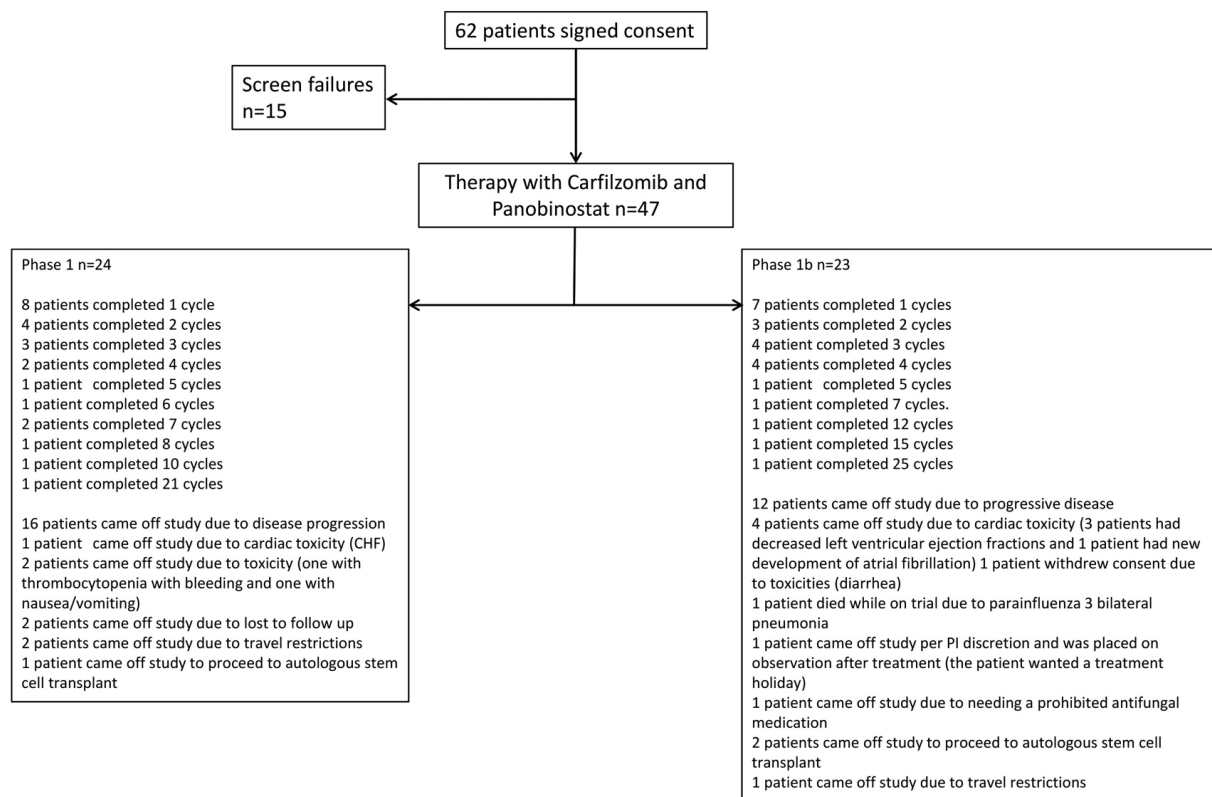 62 patients signed consent
Screen failures
n=15
Therapy with Carfilzomib and
Panobinostat n=47
Phase 1 n=24
8 patients completed 1 cycle
4 patients completed 2 cycles
3 patients completed 3 cycles
2 patients completed 4 cycles
1 patient completed 5 cycles
1 patient completed 6 cycles
2 patients completed 7 cycles
1 patient completed 8 cycles
1 patient completed 10 cycles
1 patient completed 21 cycles
16 patients came off study due to disease progression
1 patient came off study due to cardiac toxicity (CHF)
2 patients came off study due to toxicity (one with
thrombocytopenia with bleeding and one with
nausea/vomiting)
2 patients came off study due to lost to follow up
2 patients came off study due to travel restrictions
1 patient came off study to proceed to autologous stem
cell transplant
Phase 1b n=23
7 patients completed 1 cycles
3 patients completed 2 cycles
4 patient completed 3 cycles
4 patients completed 4 cycles
1 patient completed 5 cycles
1 patient completed 7 cycles.
1 patient completed 12 cycles
1 patient completed 15 cycles
1 patient completed 25 cycles
12 patients came off study due to progressive disease
4 patients came off study due to cardiac toxicity (3 patients had
decreased left ventricular ejection fractions and 1 patient had new
development of atrial fibrillation) 1 patient withdrew consent due
to toxicities (diarrhea)
1 patient died while on trial due to parainfluenza 3 bilateral
pneumonia
1 patient came off study per PI discretion and was placed on
observation after treatment (the patient wanted a treatment
holiday)
1 patient came off study due to needing a prohibited antifungal
medication
2 patients came off study to proceed to autologous stem cell
transplant
1 patient came off study due to travel restrictions